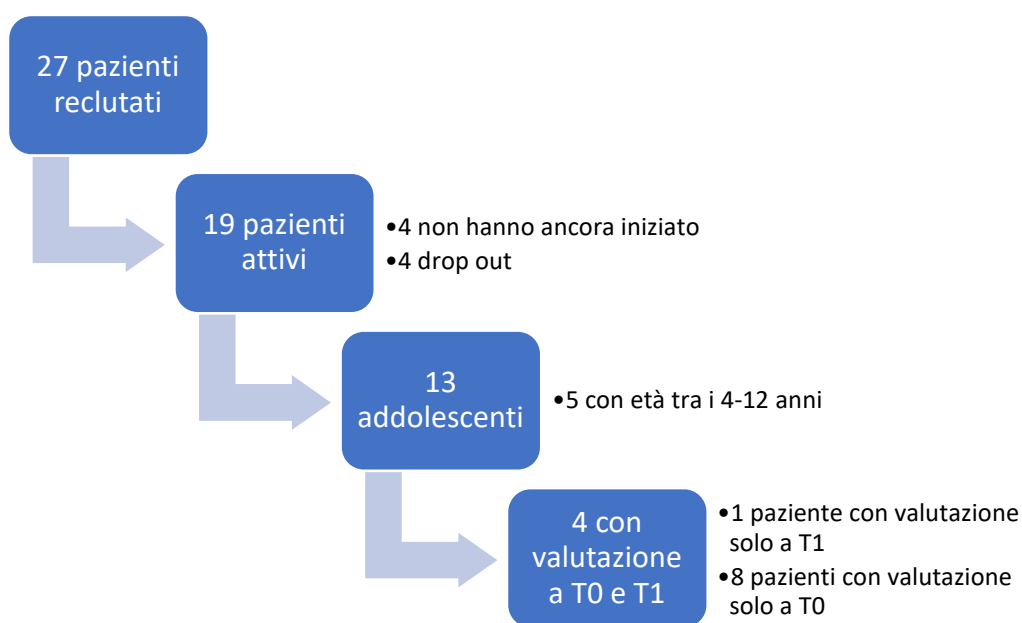 27 pazienti
reclutati
19 pazienti
attivi
•4 non hanno ancora iniziato
•4 drop out
13
addolescenti
•5 con età tra i 4-12 anni
4 con
valutazione
a T0 e T1
•1 paziente con valutazione
solo a T1
•8 pazienti con valutazione
solo a T0